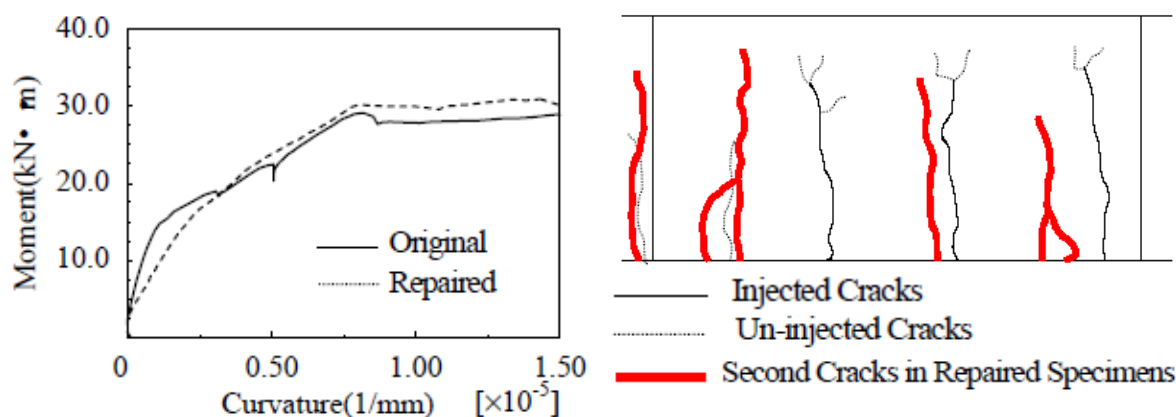 40.0
30.0
20.0
10.0
Moment(kN•m)
Original
Repaired
0 0.50 1.00 1.50
Curvature(1/mm) [×10⁻⁵]
Injected Cracks
Un-injected Cracks
Second Cracks in Repaired Specimens